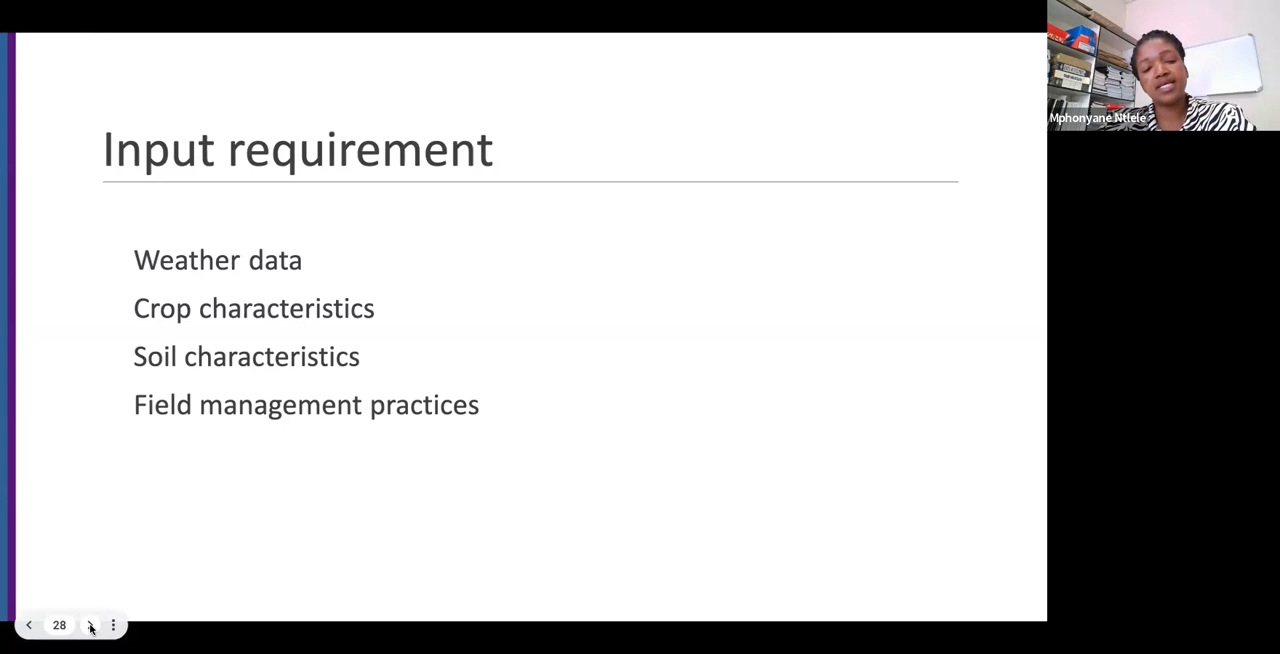 Input requirement
Weather data
Crop characteristics
Soil characteristics
Field management practices
Mphonyane Ntlele
28